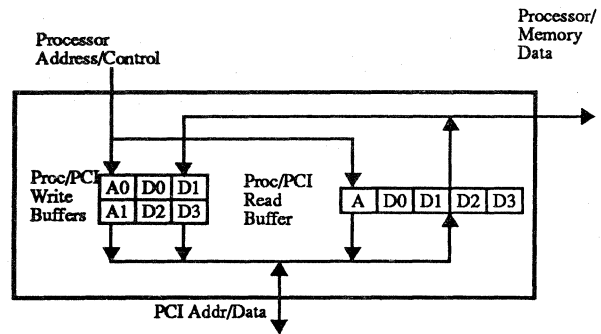 Processor/
Memory
Data
Processor
Address/Control
Proc/PCI
Write
Buffers
A0 D0 D1
A1 D2 D3
Proc/PCI
Read
Buffer
A D0 D1 D2 D3
PCI Addr/Data